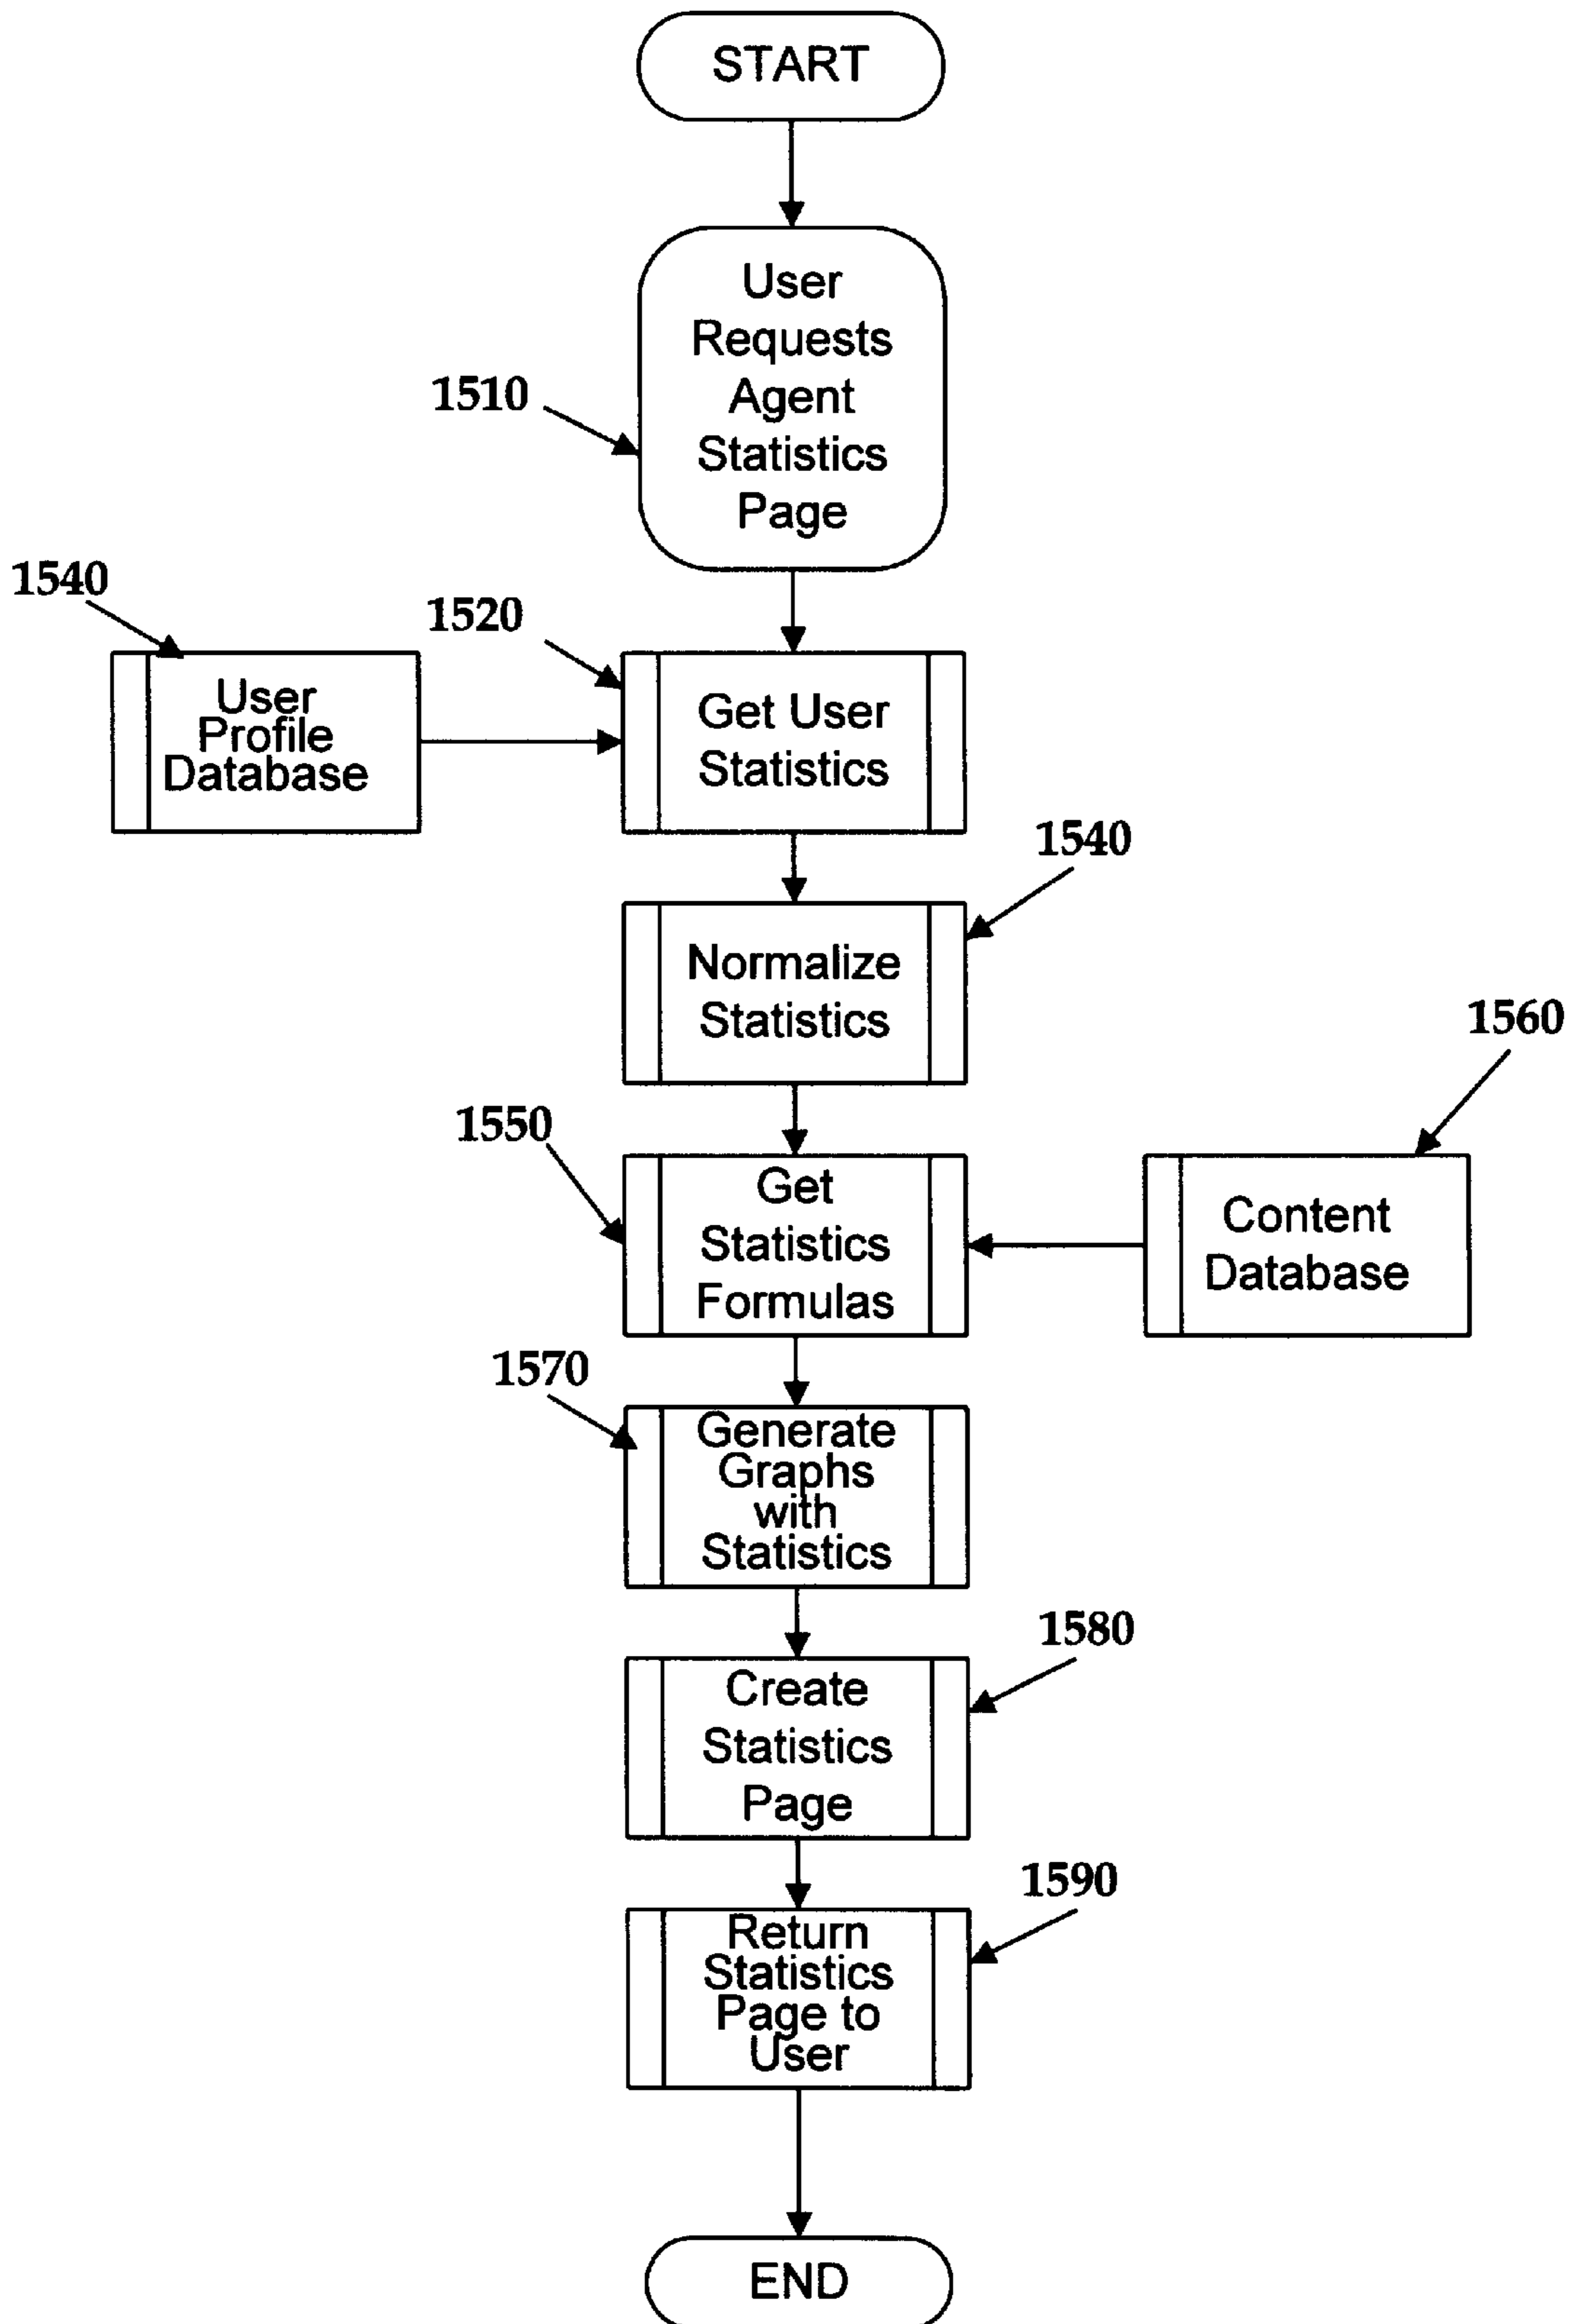 START
User
Requests
Agent
Statistics
Page
1510
1540
1520
User
Profile
Database
Get User
Statistics
1540
Normalize
Statistics
1560
1550
Get
Statistics
Formulas
Content
Database
1570
Generate
Graphs
with
Statistics
1580
Create
Statistics
Page
1590
Return
Statistics
Page to
User
END